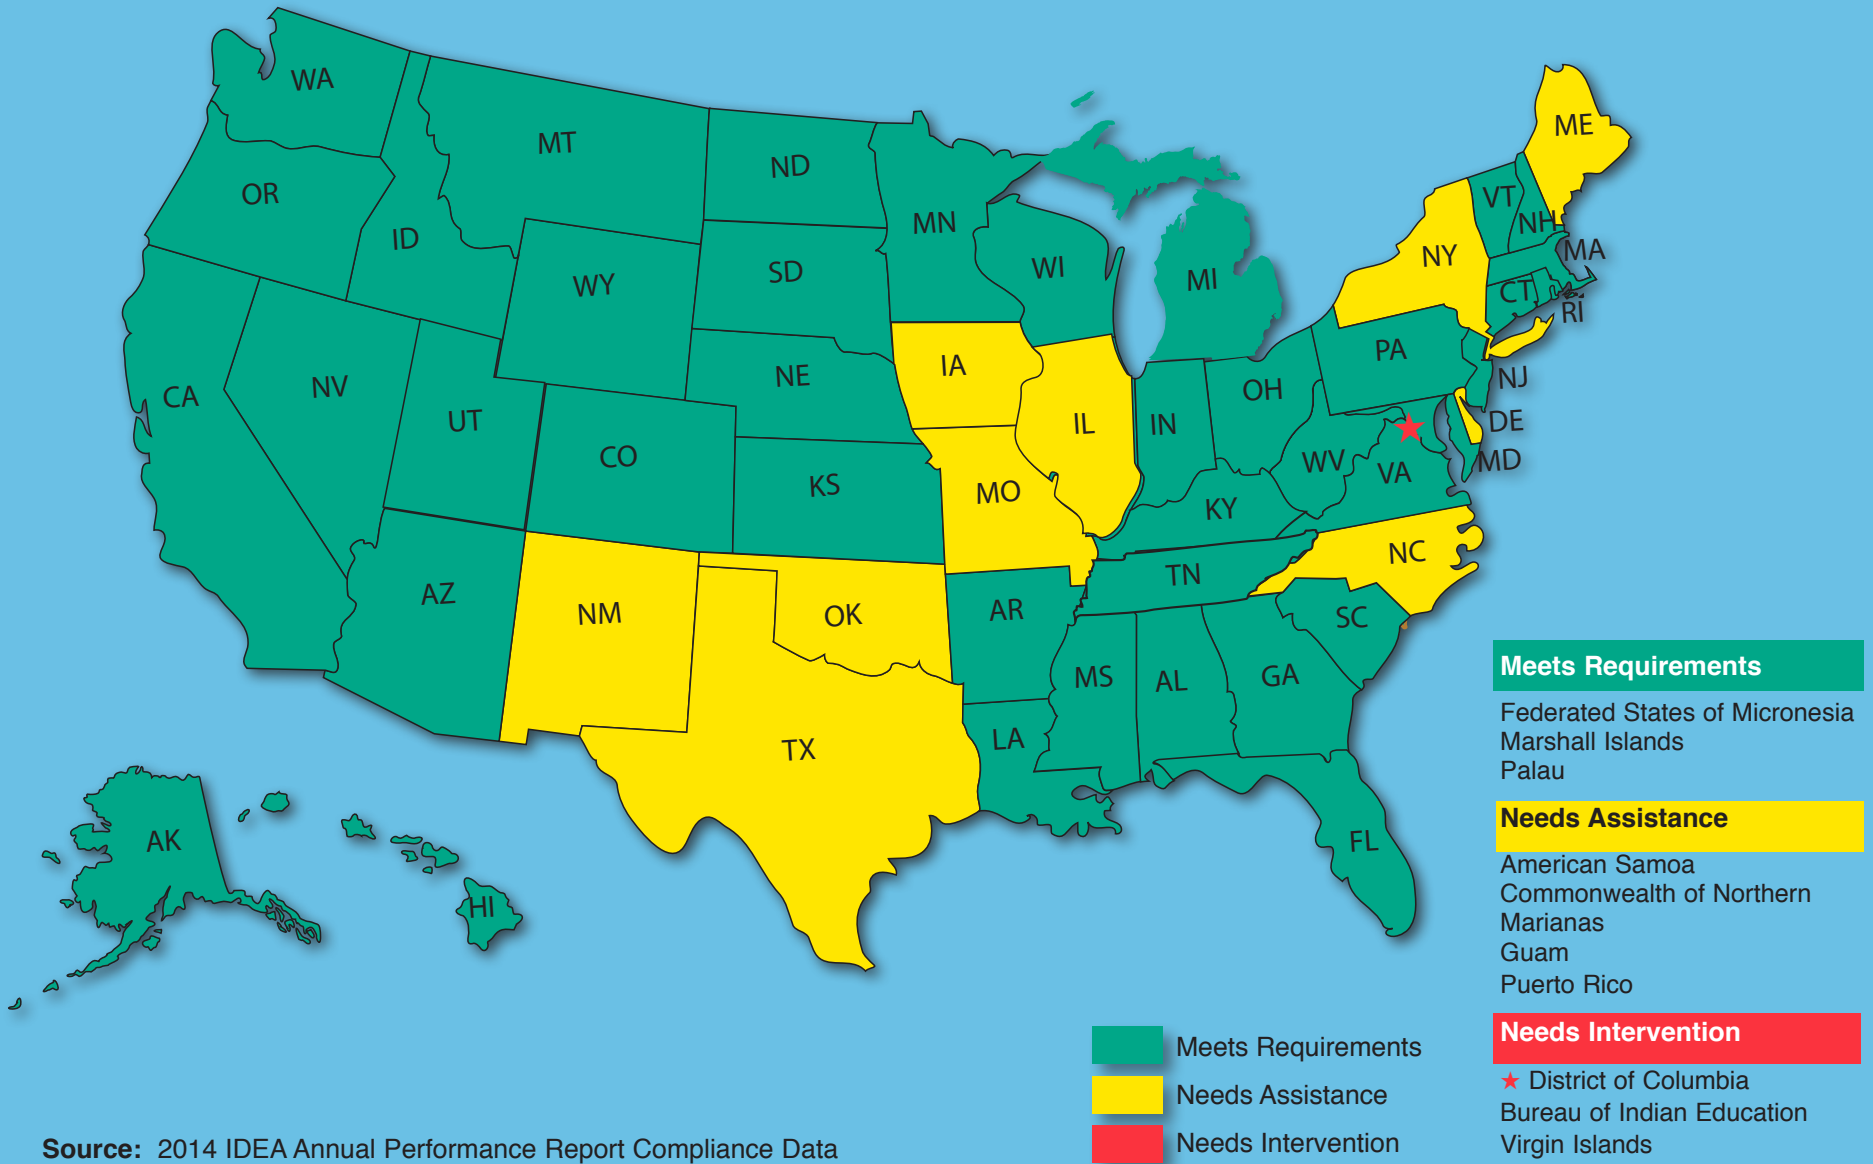 WA
MT
ND
OR
ID
MN
WY
SD
WI
MI
ME
VT
NH
NY
MA
CT
RI
CA
NV
UT
CO
NE
IA
KS
MO
IL
IN
OH
PA
NJ
DE
MD
WV
VA
KY
AZ
NM
OK
AR
TN
NC
SC
MS
AL
GA
TX
LA
FL
AK
HI
Meets Requirements
Federated States of Micronesia
Marshall Islands
Palau
Needs Assistance
American Samoa
Commonwealth of Northern
Marianas
Guam
Puerto Rico
Needs Intervention
District of Columbia
Bureau of Indian Education
Virgin Islands
Meets Requirements
Needs Assistance
Needs Intervention
Source: 2014 IDEA Annual Performance Report Compliance Data